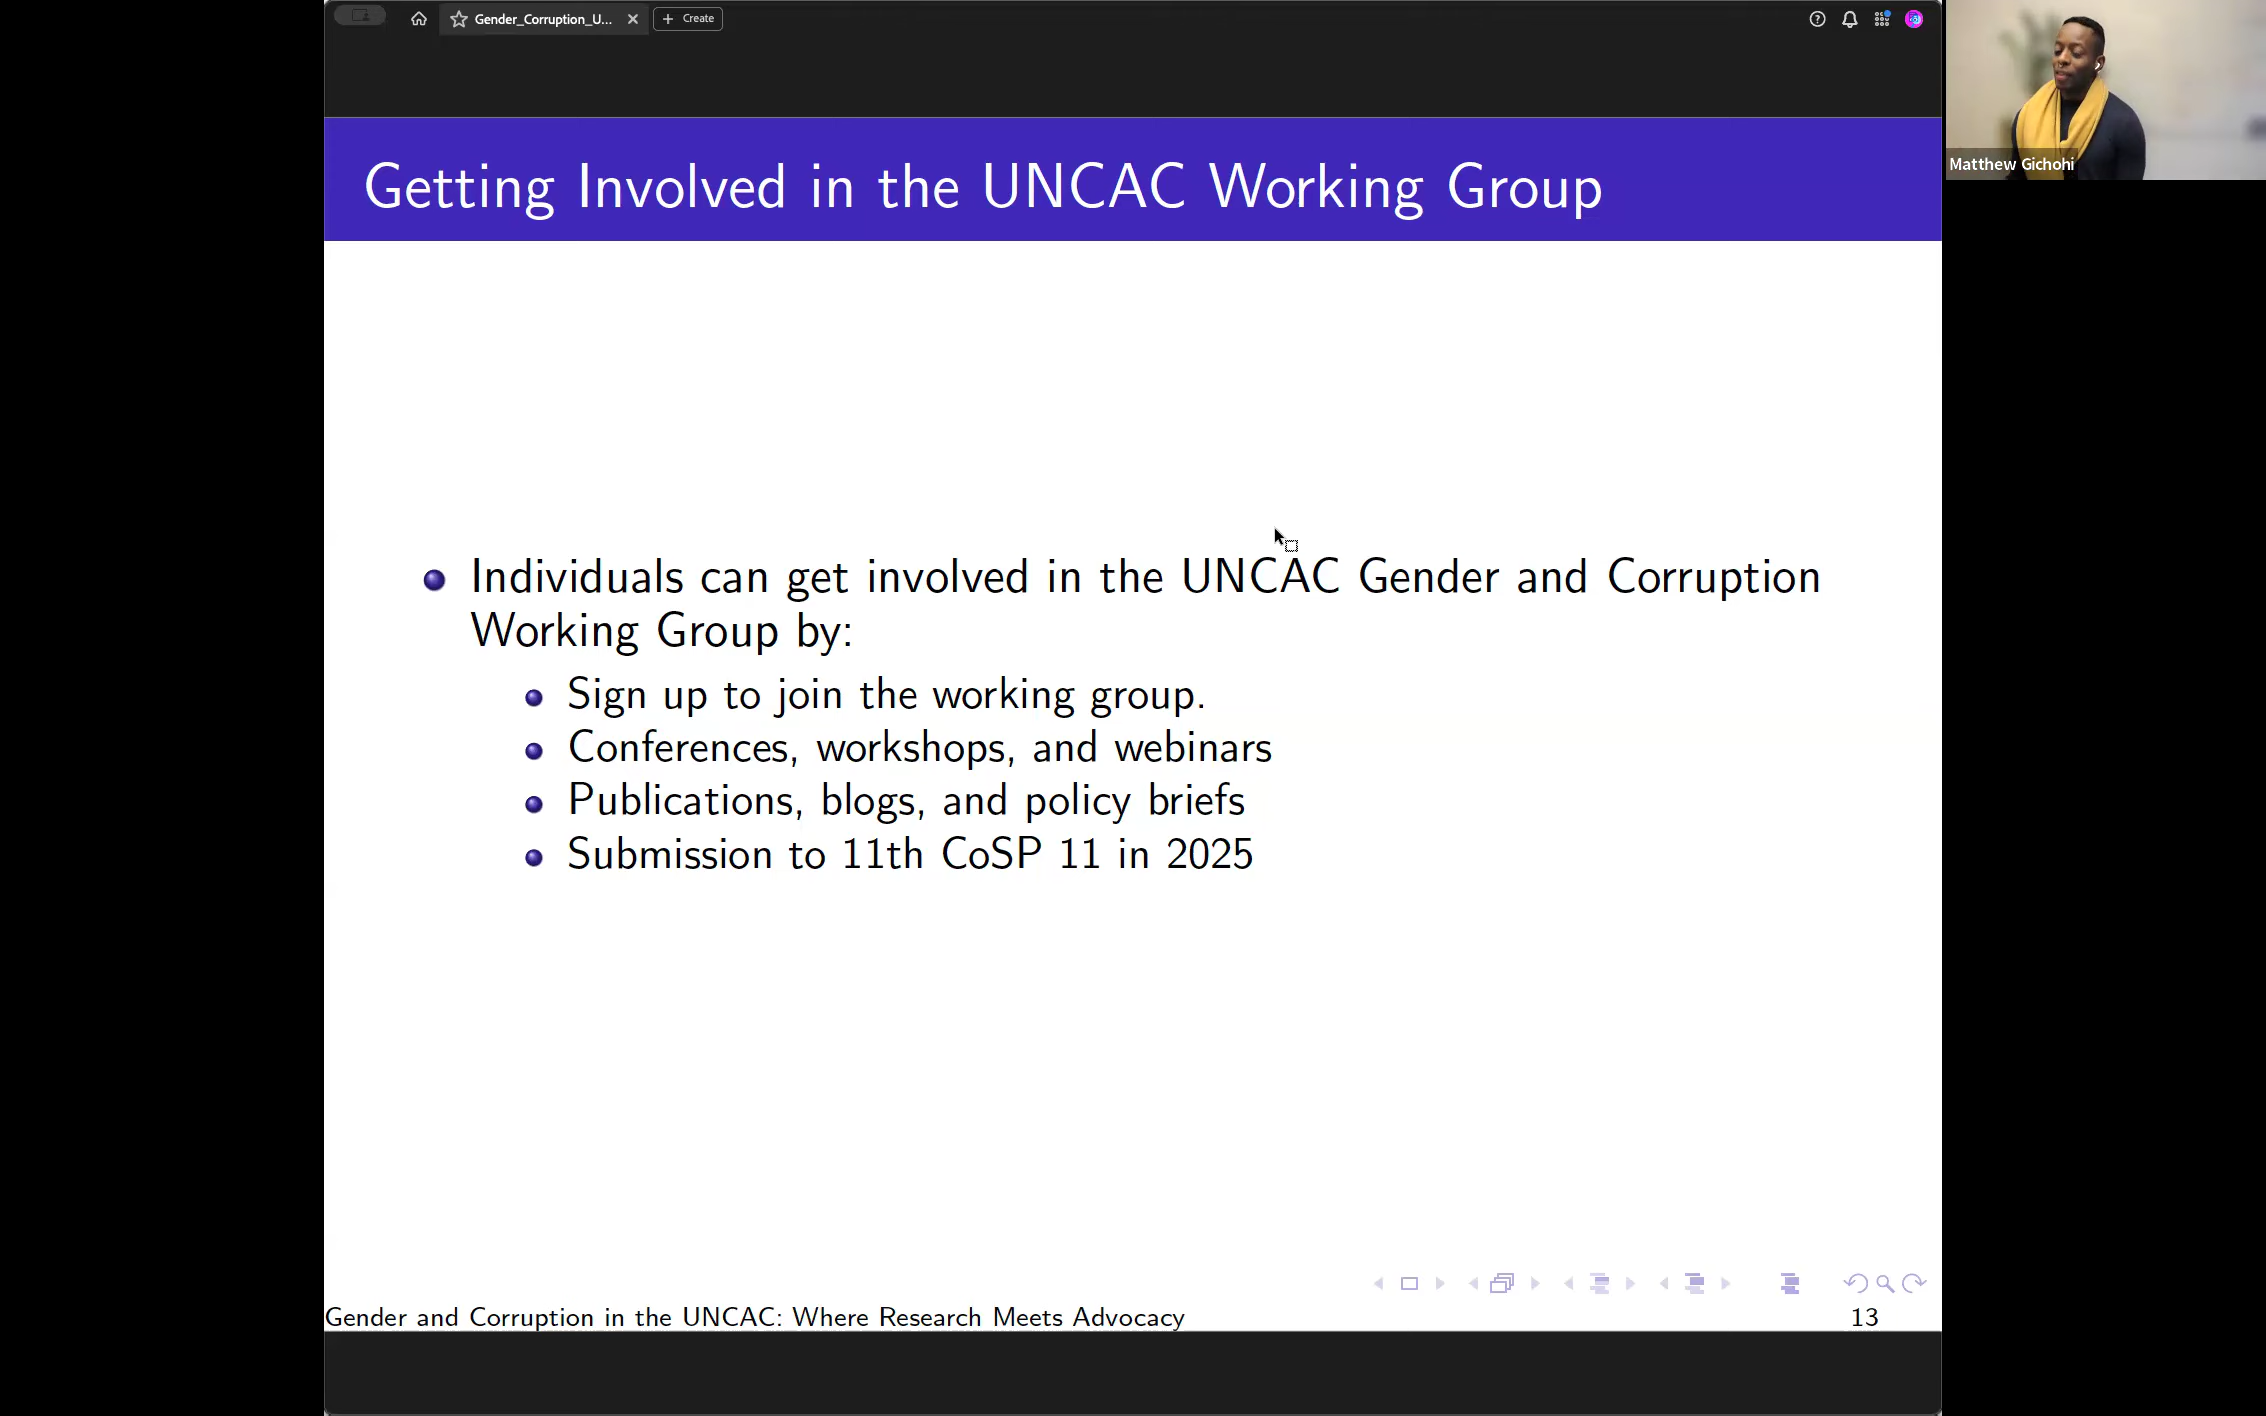 Gender_Corruption_U...
Create
Matthew Gichohi
Getting Involved in the UNCAC Working Group
Individuals can get involved in the UNCAC Gender and Corruption
Working Group by:
Sign up to join the working group.
Conferences, workshops, and webinars
Publications, blogs, and policy briefs
Submission to 11th CoSP 11 in 2025
Gender and Corruption in the UNCAC: Where Research Meets Advocacy
13